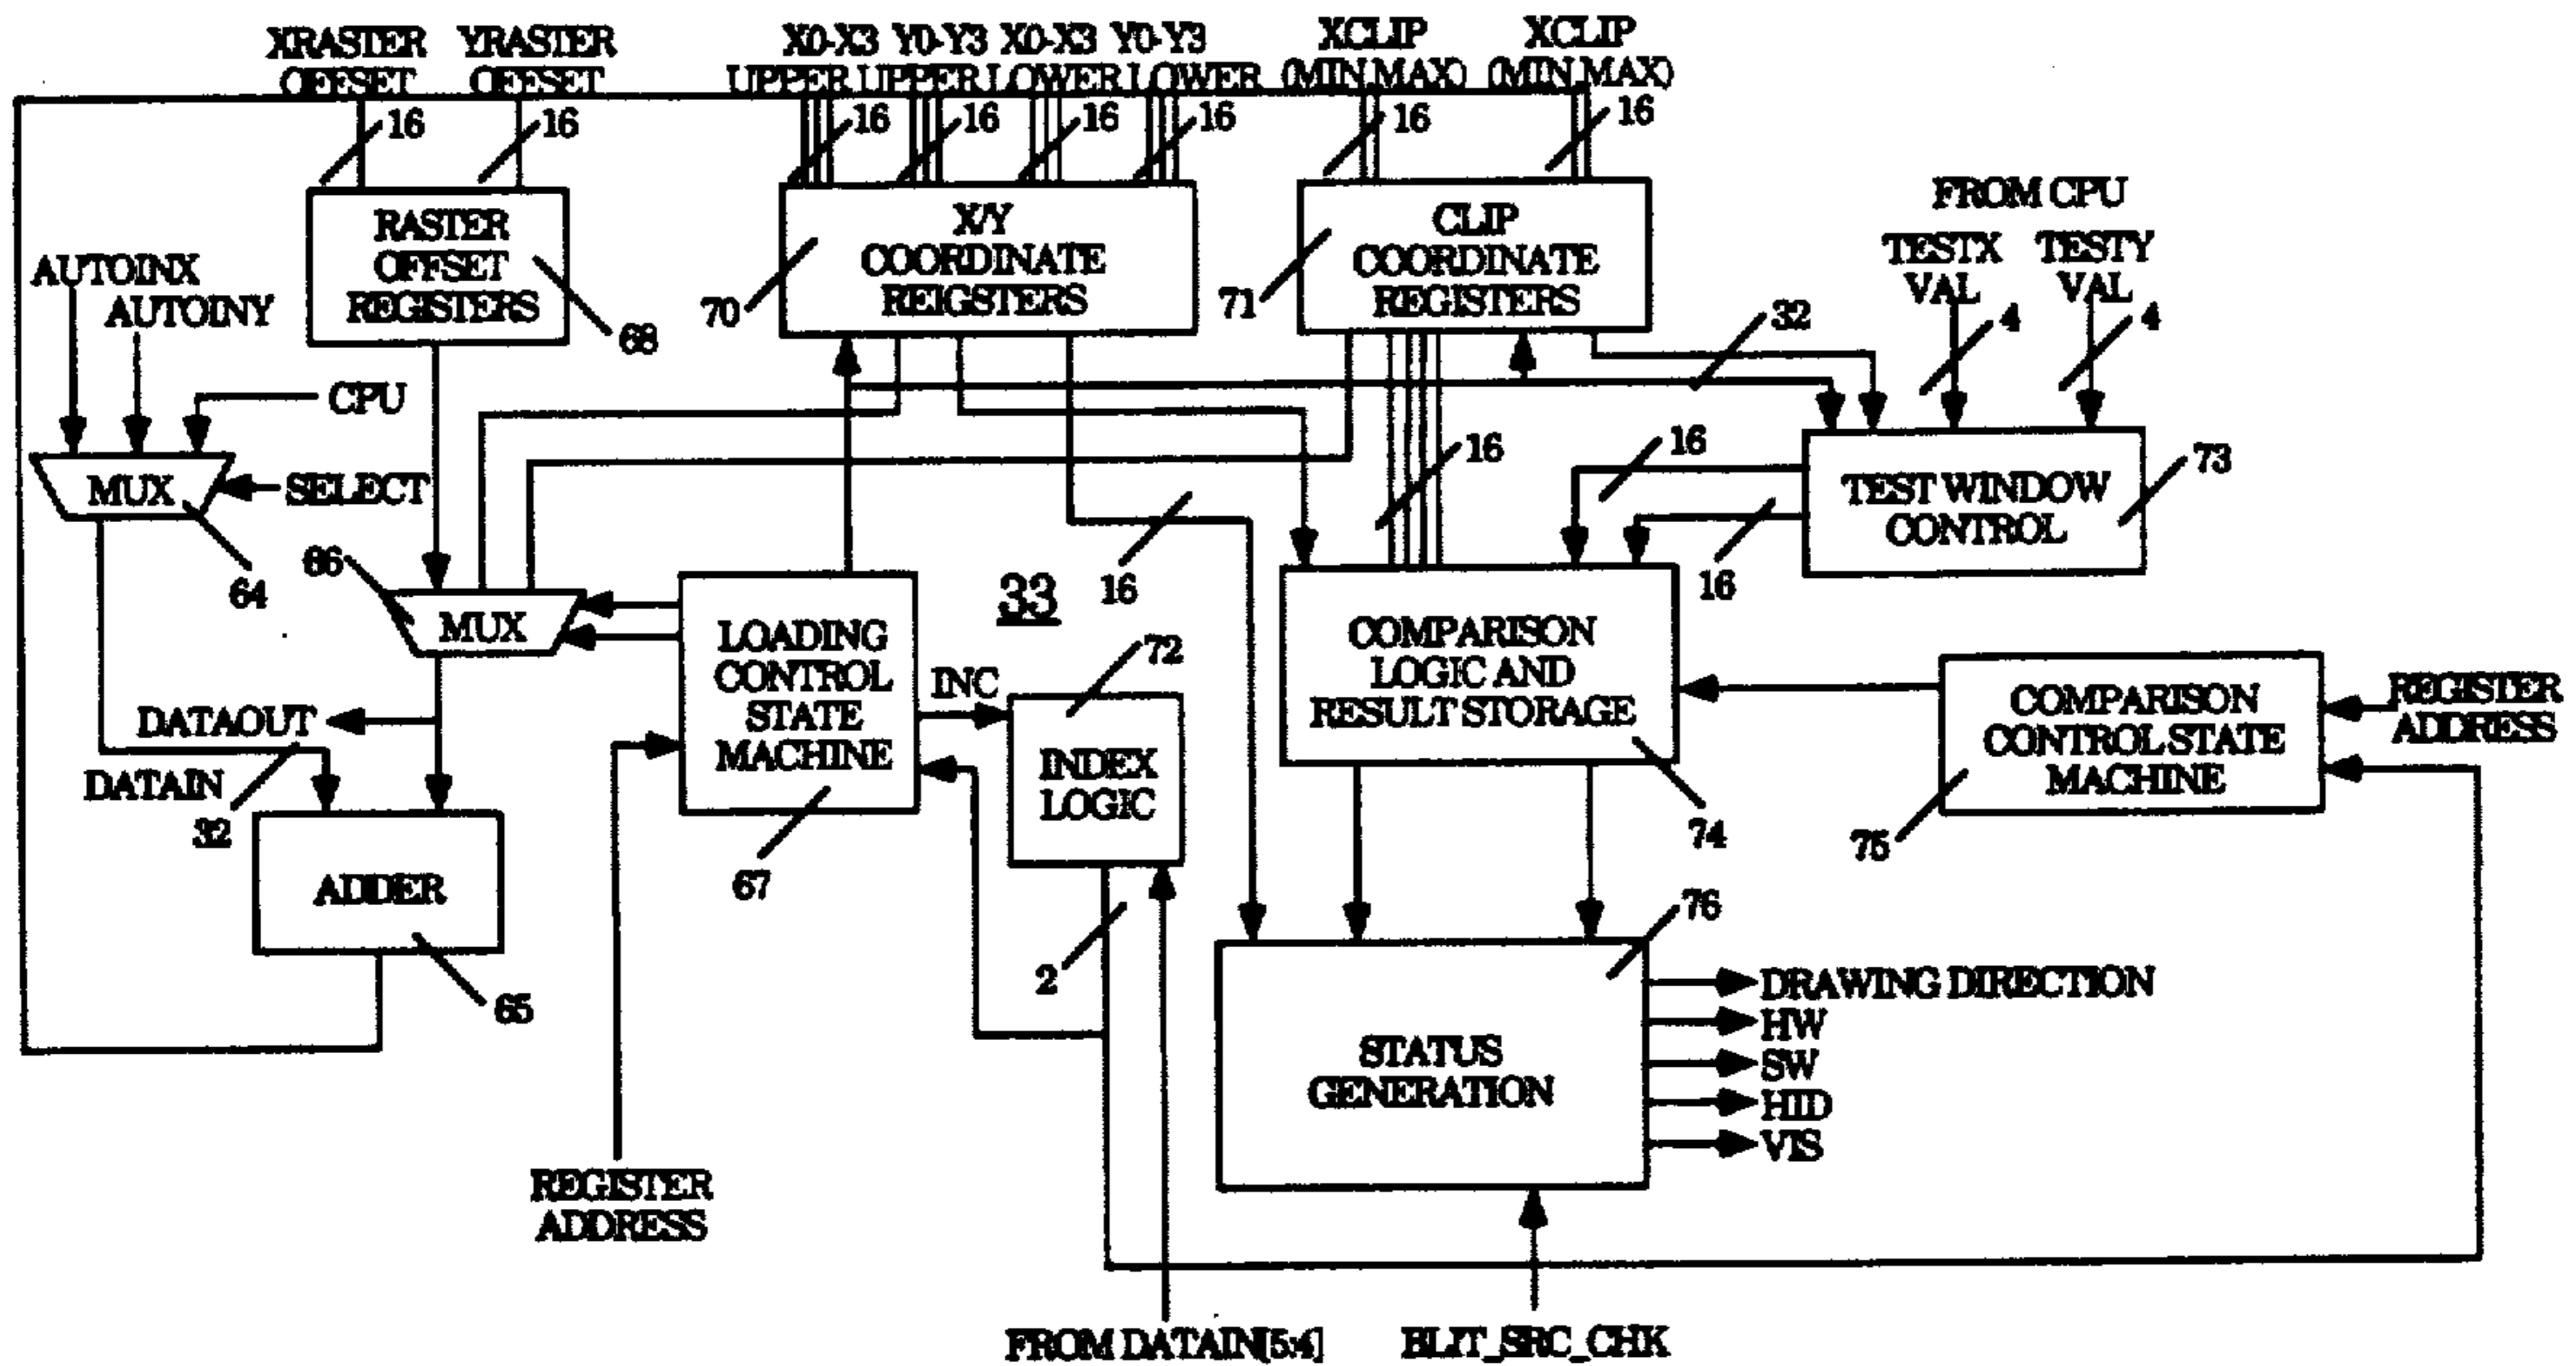 XRASTER OFFSET
YRASTER OFFSET
X0-X3 UPPER
Y0-Y3 UPPER
X0-X3 LOWER
Y0-Y3 LOWER
XCLIP (MIN,MAX)
XCLIP (MIN,MAX)
16
16
16
16
16
16
16
16
RASTER
OFFSET
REGISTERS
68
X/Y
COORDINATE
REIGSTERS
70
CLIP
COORDINATE
REGISTERS
71
FROM CPU
TESTX
VAL
TESTY
VAL
4
4
32
AUTOINX
AUTOINY
CPU
MUX
SELECT
64
66
MUX
16
16
16
16
TEST WINDOW
CONTROL
73
33
LOADING
CONTROL
STATE
MACHINE
67
INC
72
INDEX
LOGIC
COMPARISON
LOGIC AND
RESULT STORAGE
74
COMPARISON
CONTROL STATE
MACHINE
75
REGISTER
ADDRESS
DATAOUT
DATAIN
32
ADDER
65
2
76
STATUS
GENERATION
DRAWING DIRECTION
HW
SW
HID
VIS
REGISTER
ADDRESS
FROM DATAIN[5:4]
BLIT_SRC_CHK